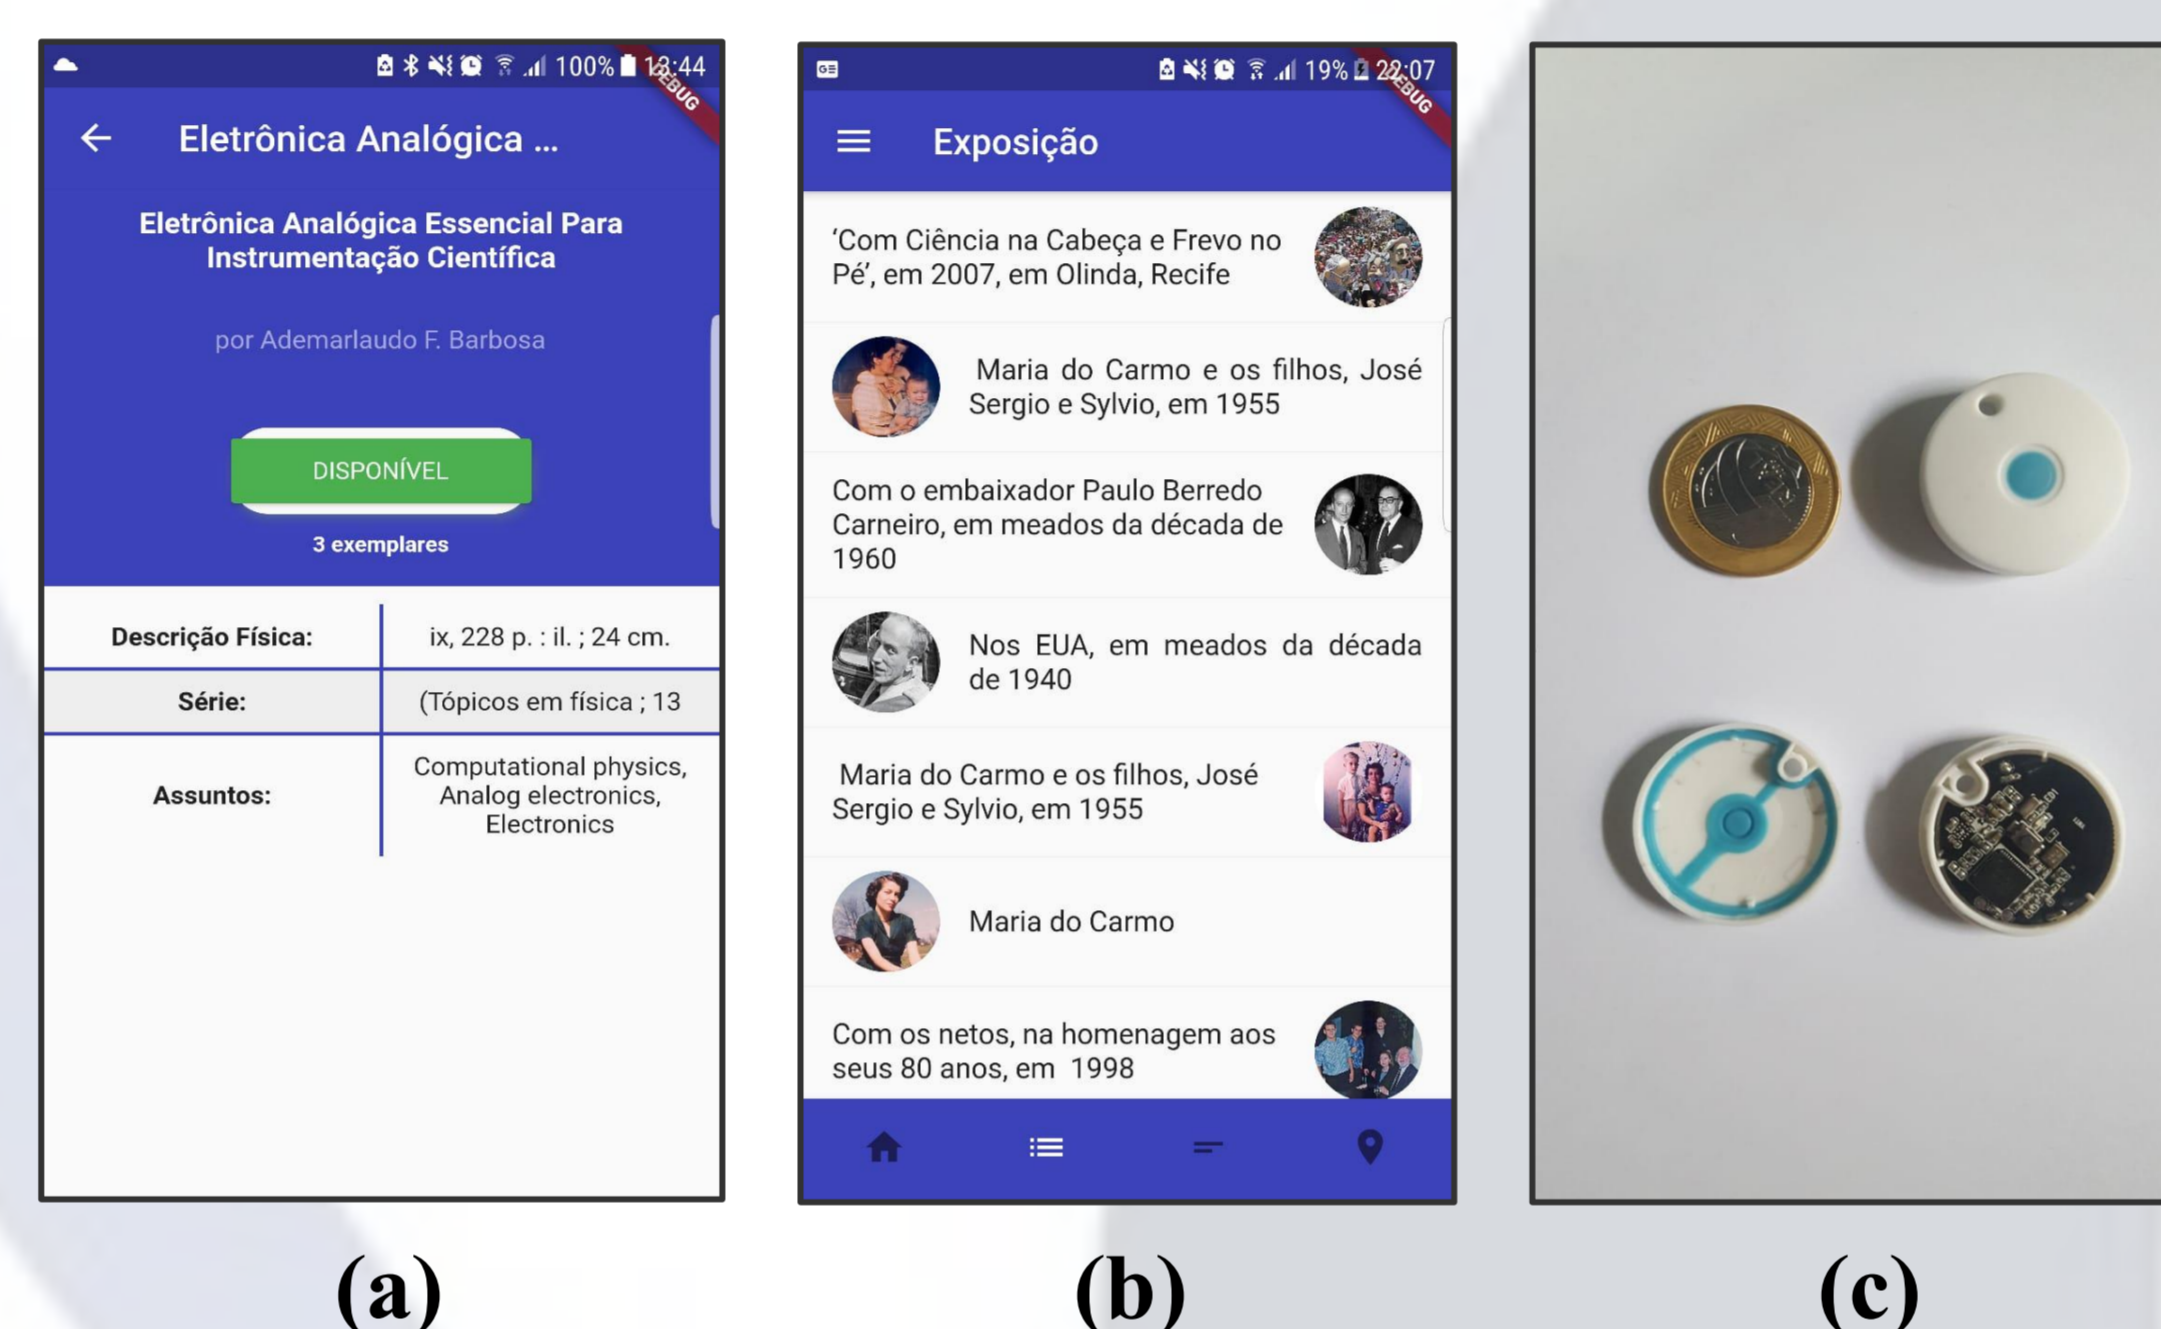 100% 13:44
DEBUG
Eletrônica Analógica ...
Eletrônica Analógica Essencial Para
Instrumentação Científica
por Ademarlaudo F. Barbosa
DISPONÍVEL
3 exemplares
Descrição Física: ix, 228 p. : il. ; 24 cm.
Série: (Tópicos em física ; 13
Assuntos: Computational physics,
Analog electronics,
Electronics
(a)
19% 22:07
DEBUG
Exposição
‘Com Ciência na Cabeça e Frevo no
Pé’, em 2007, em Olinda, Recife
Maria do Carmo e os filhos, José
Sergio e Sylvio, em 1955
Com o embaixador Paulo Berredo
Carneiro, em meados da década de
1960
Nos EUA, em meados da década
de 1940
Maria do Carmo e os filhos, José
Sergio e Sylvio, em 1955
Maria do Carmo
Com os netos, na homenagem aos
seus 80 anos, em 1998
(b)
(c)